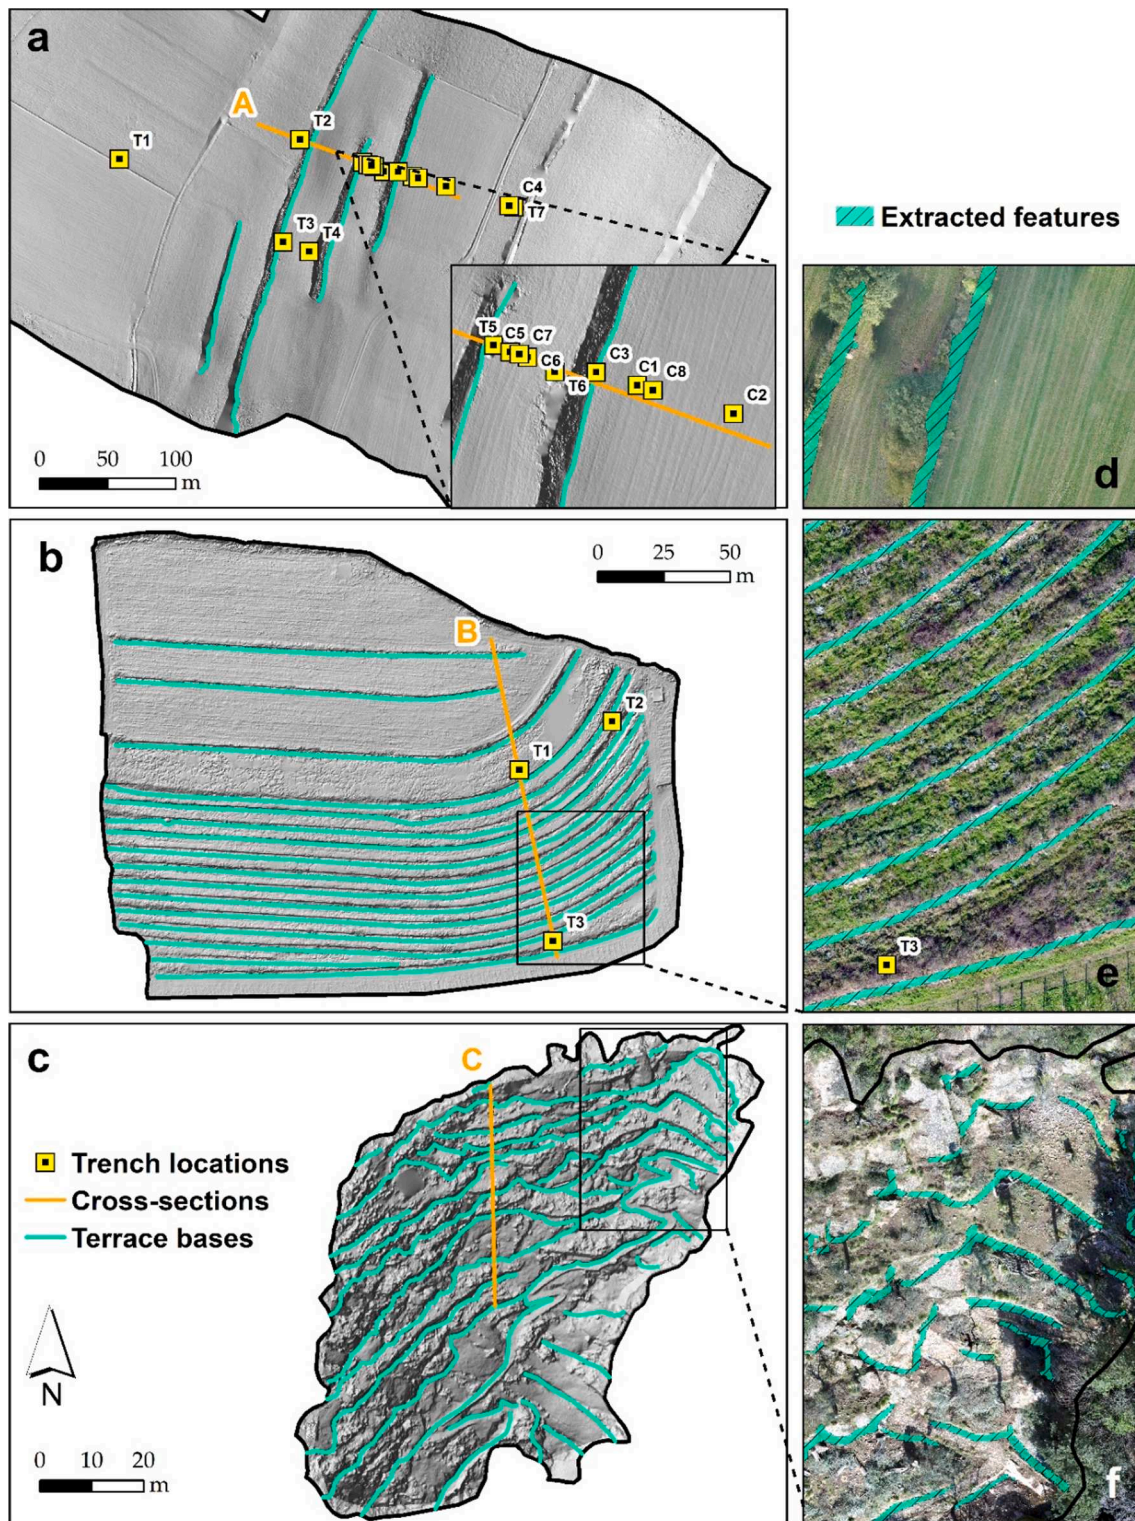 a
A
T2
T1
C4
T7
T3
T4
T5
C5
C7
C6
C3
T6
C1
C8
C2
0 50 100
m
Extracted features
d
b
0 25 50
m
B
T2
T1
T3
T3
e
c
C
Trench locations
Cross-sections
Terrace bases
N
0 10 20
m
f